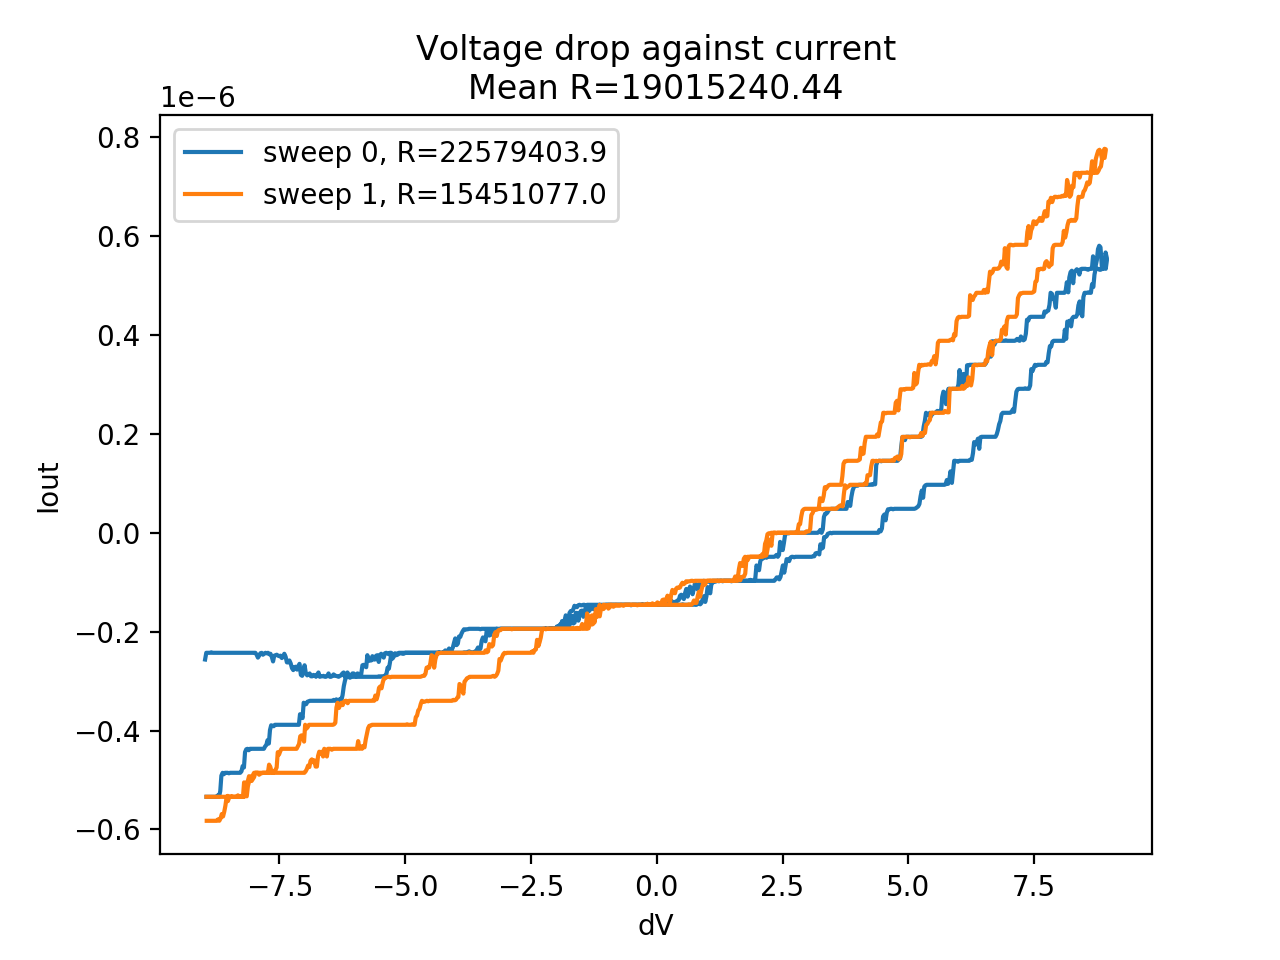 Voltage drop against current
Mean R=19015240.44
1e−6
sweep 0, R=22579403.9
sweep 1, R=15451077.0
0.8
0.6
0.4
0.2
0.0
−0.2
−0.4
−0.6
Iout
−7.5 −5.0 −2.5 0.0 2.5 5.0 7.5
dV